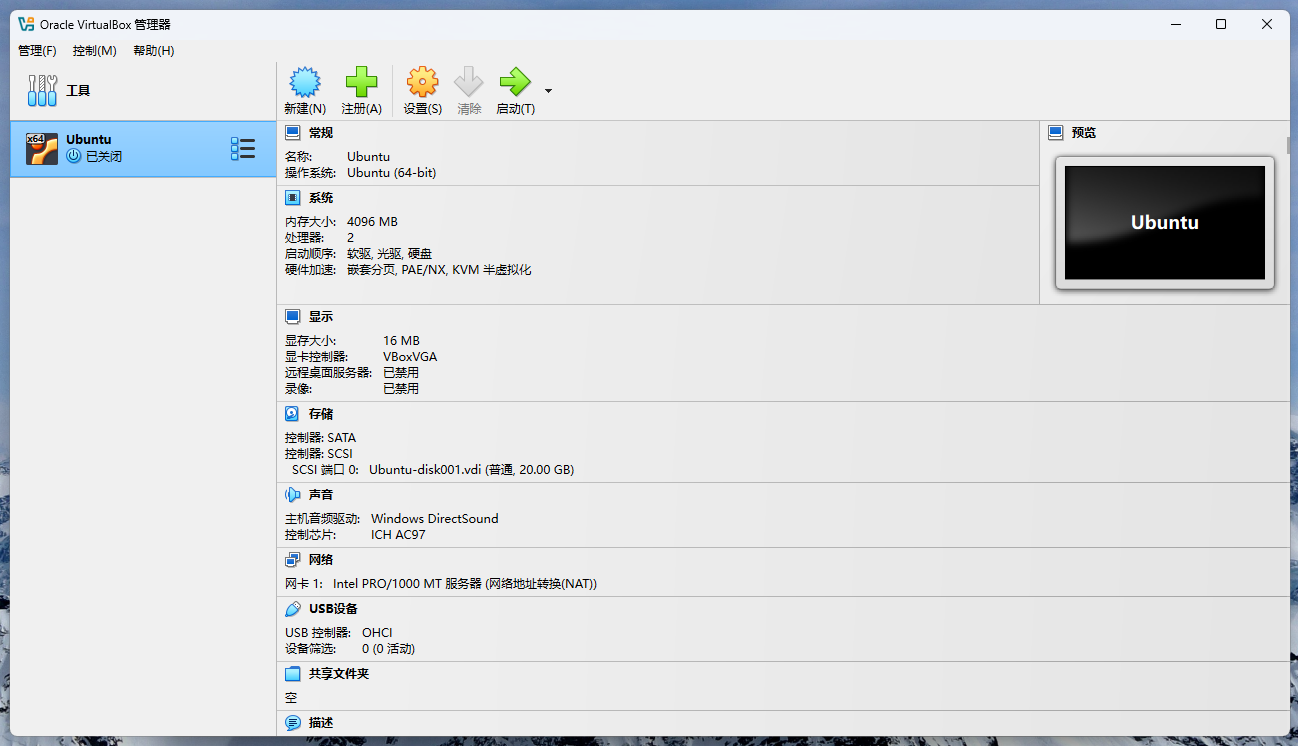 Oracle VirtualBox 管理器
管理(F) 控制(M) 帮助(H)
工具
新建(N) 注册(A) 设置(S) 清除 启动(T)
x64
Ubuntu
已关闭
常规
名称: Ubuntu
操作系统: Ubuntu (64-bit)
预览
Ubuntu
系统
内存大小: 4096 MB
处理器: 2
启动顺序: 软驱, 光驱, 硬盘
硬件加速: 嵌套分页, PAE/NX, KVM 半虚拟化
显示
显存大小: 16 MB
显卡控制器: VBoxVGA
远程桌面服务器: 已禁用
录像: 已禁用
存储
控制器: SATA
控制器: SCSI
SCSI 端口 0: Ubuntu-disk001.vdi (普通, 20.00 GB)
声音
主机音频驱动: Windows DirectSound
控制芯片: ICH AC97
网络
网卡 1: Intel PRO/1000 MT 服务器 (网络地址转换(NAT))
USB设备
USB 控制器: OHCI
设备筛选: 0 (0 活动)
共享文件夹
空
描述